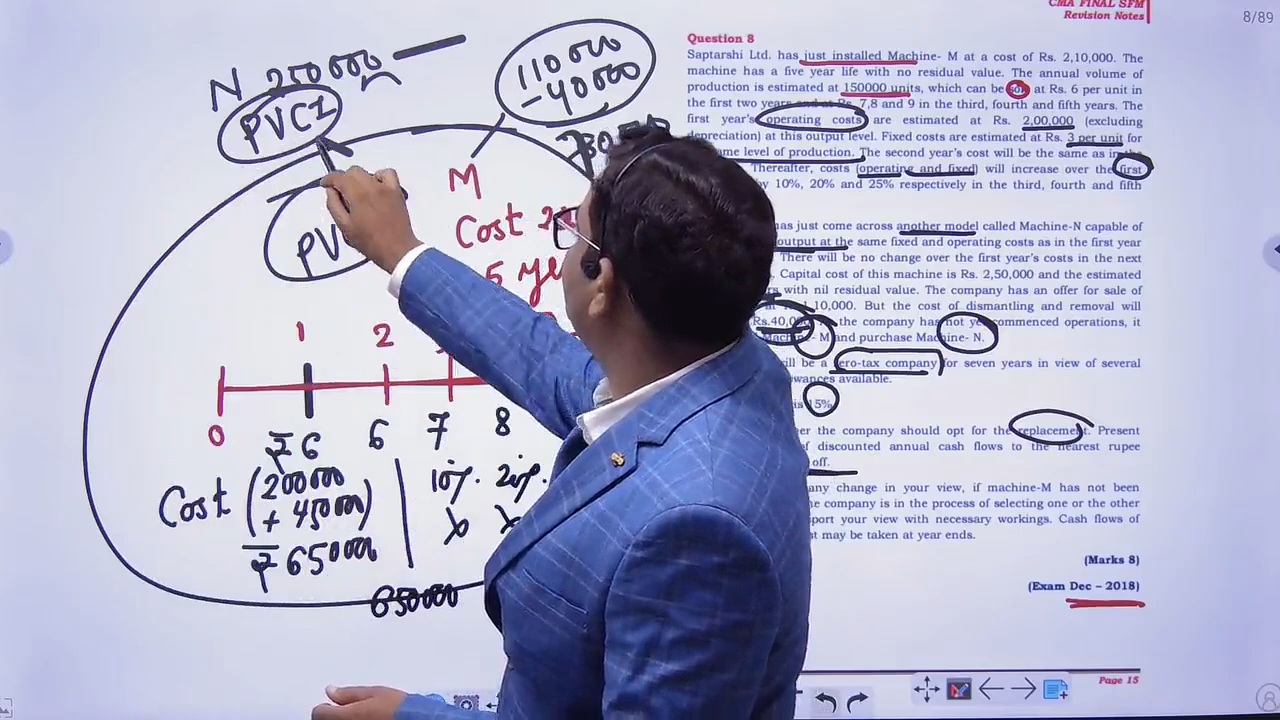 CMA FINAL SFM
Revision Notes
8/89
N 250000
PVCI
110000
- 40000
M
Cost
5
PV
1 2
0
₹ 6 6 7 8
Cost (200000 10% 20%
+ 450000)
₹ 650000
650000
Question 8
Saptarshi Ltd. has just installed Machine- M at a cost of Rs. 2,10,000. The
machine has a five year life with no residual value. The annual volume of
production is estimated at 150000 units, which can be at Rs. 6 per unit in
the first two years and at Rs. 7,8 and 9 in the third, fourth and fifth years. The
first year's operating costs are estimated at Rs. 2,00,000 (excluding
depreciation) at this output level. Fixed costs are estimated at Rs. 3 per unit for
same level of production. The second year's cost will be the same as in the
Thereafter, costs (operating and fixed) will increase over the first
by 10%, 20% and 25% respectively in the third, fourth and fifth
has just come across another model called Machine-N capable of
output at the same fixed and operating costs as in the first year
There will be no change over the first year's costs in the next
Capital cost of this machine is Rs. 2,50,000 and the estimated
with nil residual value. The company has an offer for sale of
1,10,000. But the cost of dismantling and removal will
Rs.40,000 the company has not yet commenced operations, it
Machine- M and purchase Machine- N.
will be a zero-tax company for seven years in view of several
allowances available.
is 15%
the company should opt for the replacement. Present
of discounted annual cash flows to the nearest rupee
off.
any change in your view, if machine-M has not been
the company is in the process of selecting one or the other
support your view with necessary workings. Cash flows of
may be taken at year ends.
(Marks 8)
(Exam Dec – 2018)
Page 15